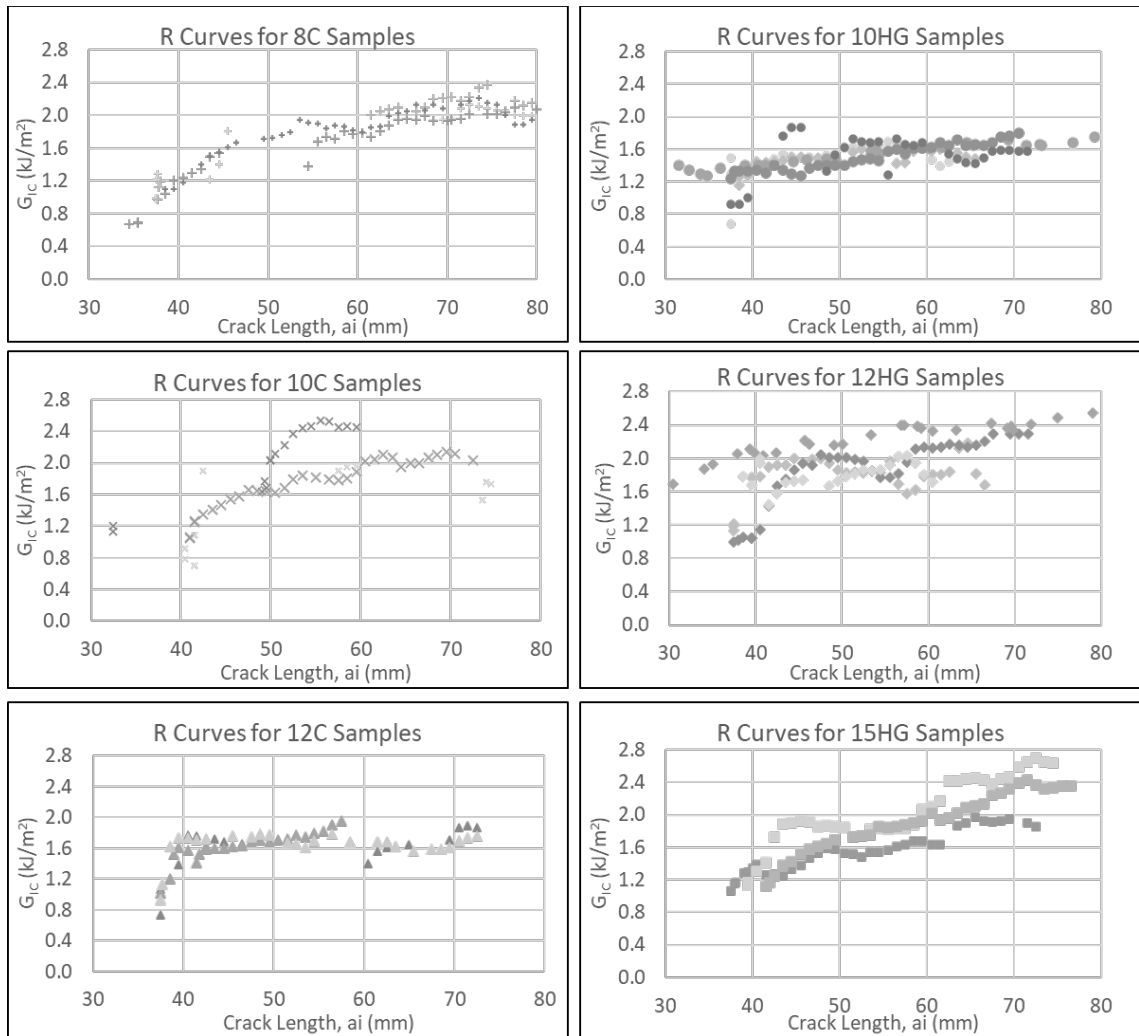 R Curves for 8C Samples
2.8
2.4
2.0
1.6
1.2
0.8
0.4
0.0
G_IC (kJ/m²)
30 40 50 60 70 80
Crack Length, ai (mm)
R Curves for 10HG Samples
2.8
2.4
2.0
1.6
1.2
0.8
0.4
0.0
G_IC (kJ/m²)
30 40 50 60 70 80
Crack Length, ai (mm)
R Curves for 10C Samples
2.8
2.4
2.0
1.6
1.2
0.8
0.4
0.0
G_IC (kJ/m²)
30 40 50 60 70 80
Crack Length, ai (mm)
R Curves for 12HG Samples
2.8
2.4
2.0
1.6
1.2
0.8
0.4
0.0
G_IC (kJ/m²)
30 40 50 60 70 80
Crack Length, ai (mm)
R Curves for 12C Samples
2.8
2.4
2.0
1.6
1.2
0.8
0.4
0.0
G_IC (kJ/m²)
30 40 50 60 70 80
Crack Length, ai (mm)
R Curves for 15HG Samples
2.8
2.4
2.0
1.6
1.2
0.8
0.4
0.0
G_IC (kJ/m²)
30 40 50 60 70 80
Crack Length, ai (mm)